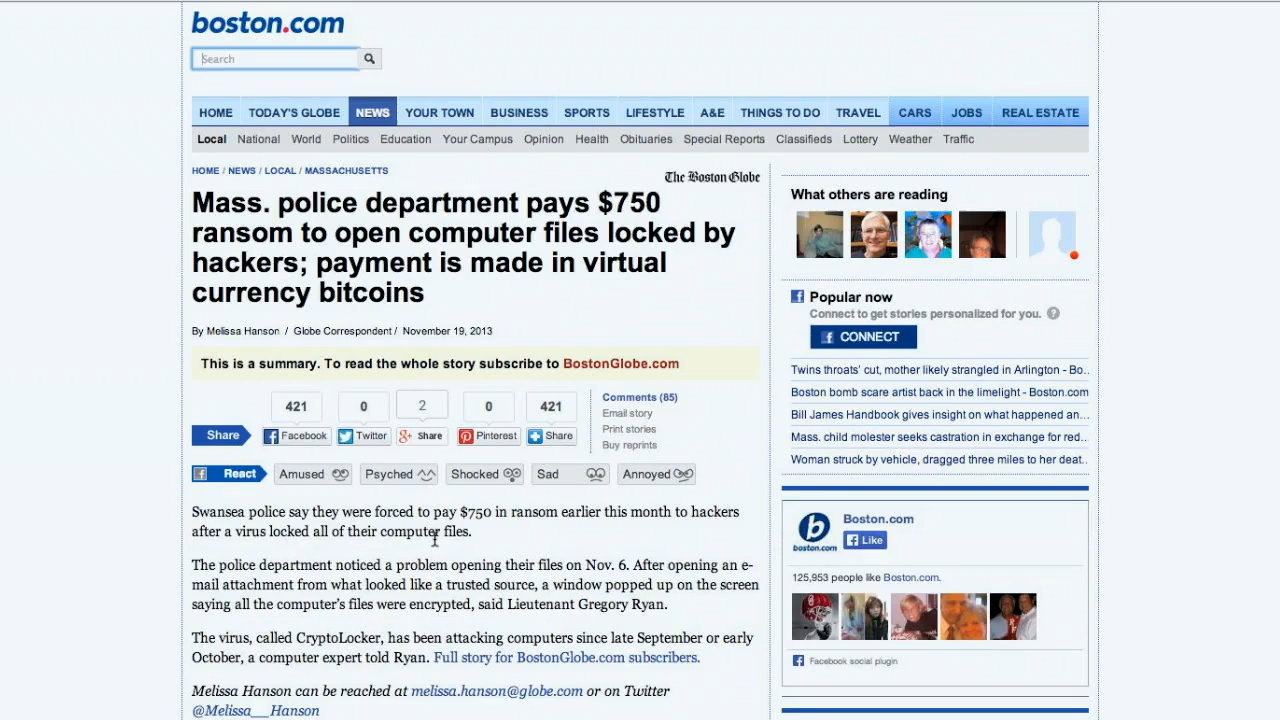 boston.com
Search
HOME TODAY'S GLOBE NEWS YOUR TOWN BUSINESS SPORTS LIFESTYLE A&E THINGS TO DO TRAVEL CARS JOBS REAL ESTATE
Local National World Politics Education Your Campus Opinion Health Obituaries Special Reports Classifieds Lottery Weather Traffic
HOME / NEWS / LOCAL / MASSACHUSETTS
The Boston Globe
Mass. police department pays $750
ransom to open computer files locked by
hackers; payment is made in virtual
currency bitcoins
By Melissa Hanson / Globe Correspondent / November 19, 2013
This is a summary. To read the whole story subscribe to BostonGlobe.com
421 0 2 0 421
Share Facebook Twitter Share Pinterest Share
Comments (85)
Email story
Print stories
Buy reprints
React Amused Psyched Shocked Sad Annoyed
Swansea police say they were forced to pay $750 in ransom earlier this month to hackers
after a virus locked all of their computer files.
The police department noticed a problem opening their files on Nov. 6. After opening an e-
mail attachment from what looked like a trusted source, a window popped up on the screen
saying all the computer's files were encrypted, said Lieutenant Gregory Ryan.
The virus, called CryptoLocker, has been attacking computers since late September or early
October, a computer expert told Ryan. Full story for BostonGlobe.com subscribers.
Melissa Hanson can be reached at melissa.hanson@globe.com or on Twitter
@Melissa__Hanson
What others are reading
Popular now
Connect to get stories personalized for you. ?
CONNECT
Twins throats' cut, mother likely strangled in Arlington - Bo..
Boston bomb scare artist back in the limelight - Boston.com
Bill James Handbook gives insight on what happened an...
Mass. child molester seeks castration in exchange for red...
Woman struck by vehicle, dragged three miles to her deat..
b
boston.com
Boston.com
Like
125,953 people like Boston.com.
Facebook social plugin